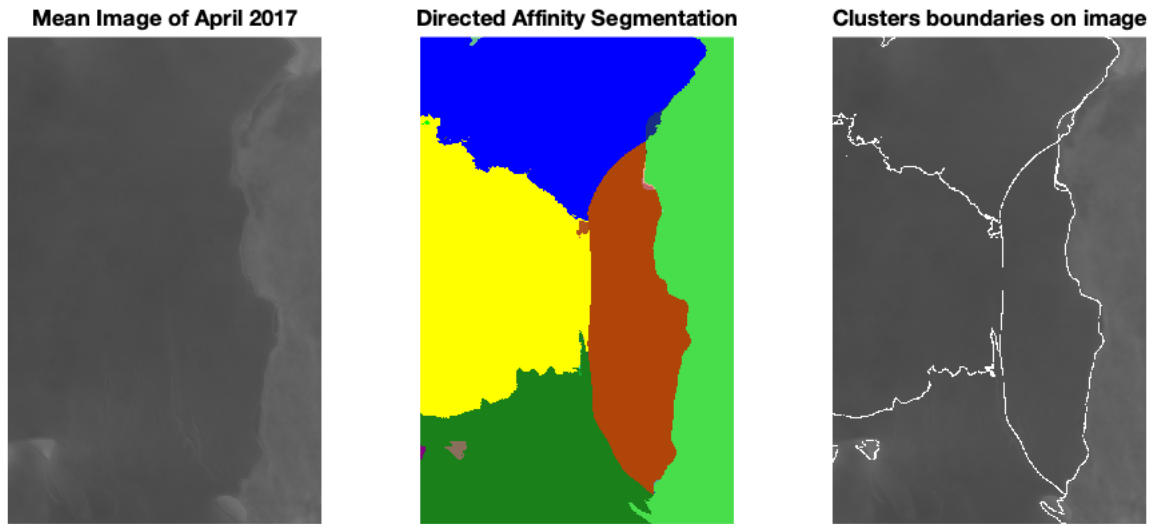 Mean Image of April 2017
Directed Affinity Segmentation
Clusters boundaries on image